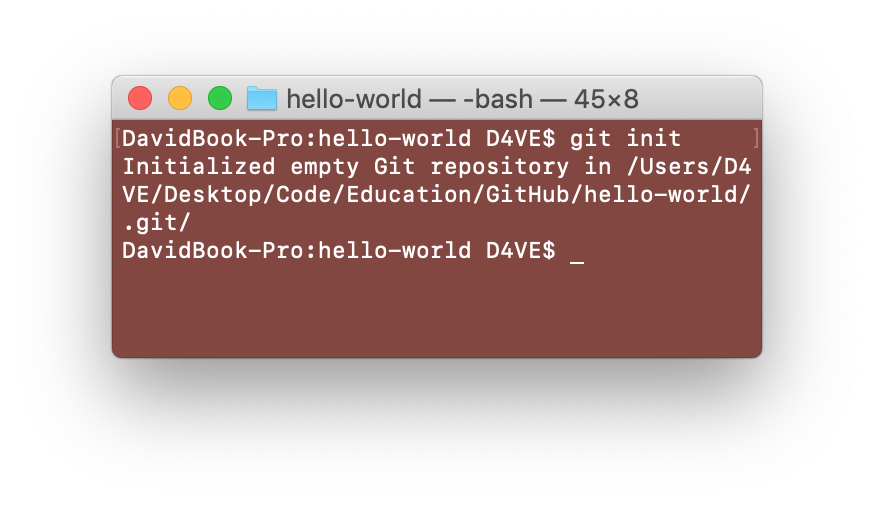 hello-world — -bash — 45×8
[DavidBook-Pro:hello-world D4VE$ git init ]
Initialized empty Git repository in /Users/D4
VE/Desktop/Code/Education/GitHub/hello-world/
.git/
DavidBook-Pro:hello-world D4VE$ _